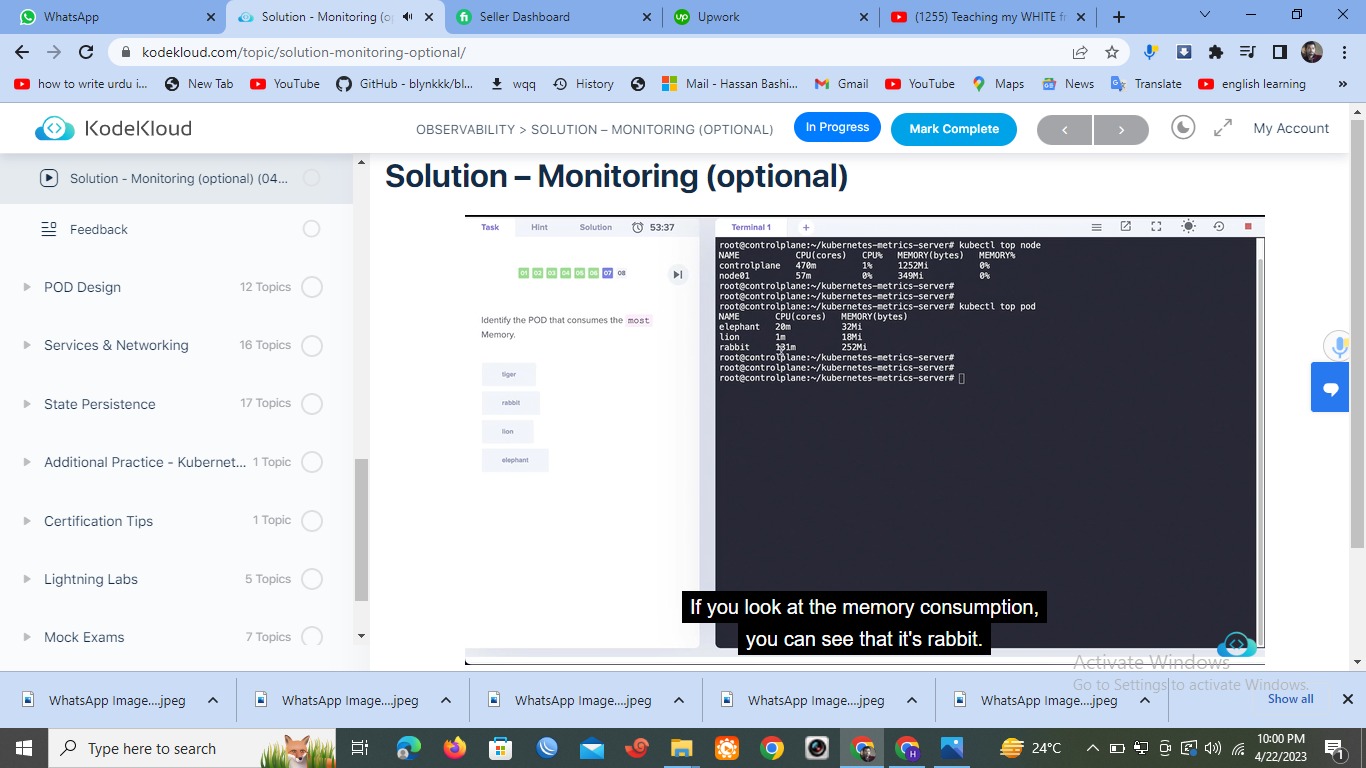 WhatsApp
Solution - Monitoring (o
Seller Dashboard
Upwork
(1255) Teaching my WHITE fr
kodekloud.com/topic/solution-monitoring-optional/
how to write urdu i...
New Tab
YouTube
GitHub - blynkkk/bl...
wqq
History
Mail - Hassan Bashi...
Gmail
YouTube
Maps
News
Translate
english learning
KodeKloud
OBSERVABILITY > SOLUTION – MONITORING (OPTIONAL)
In Progress
Mark Complete
My Account
Solution - Monitoring (optional) (04...
Feedback
POD Design 12 Topics
Services & Networking 16 Topics
State Persistence 17 Topics
Additional Practice - Kubernet... 1 Topic
Certification Tips 1 Topic
Lightning Labs 5 Topics
Mock Exams 7 Topics
Solution – Monitoring (optional)
Task Hint Solution 53:37
01 02 03 04 05 06 07 08
Identify the POD that consumes the most
Memory.
tiger
rabbit
lion
elephant
Terminal 1 +
root@controlplane:~/kubernetes-metrics-server# kubectl top node
NAME CPU(cores) CPU% MEMORY(bytes) MEMORY%
controlplane 470m 1% 1252Mi 0%
node01 57m 0% 349Mi 0%
root@controlplane:~/kubernetes-metrics-server#
root@controlplane:~/kubernetes-metrics-server#
root@controlplane:~/kubernetes-metrics-server# kubectl top pod
NAME CPU(cores) MEMORY(bytes)
elephant 20m 32Mi
lion 1m 18Mi
rabbit 131m 252Mi
root@controlplane:~/kubernetes-metrics-server#
root@controlplane:~/kubernetes-metrics-server#
root@controlplane:~/kubernetes-metrics-server#
If you look at the memory consumption,
you can see that it's rabbit.
Activate Windows
Go to Settings to activate Windows.
WhatsApp Image....jpeg
WhatsApp Image....jpeg
WhatsApp Image....jpeg
WhatsApp Image....jpeg
WhatsApp Image....jpeg
Show all
Type here to search
24°C
10:00 PM
4/22/2023
1